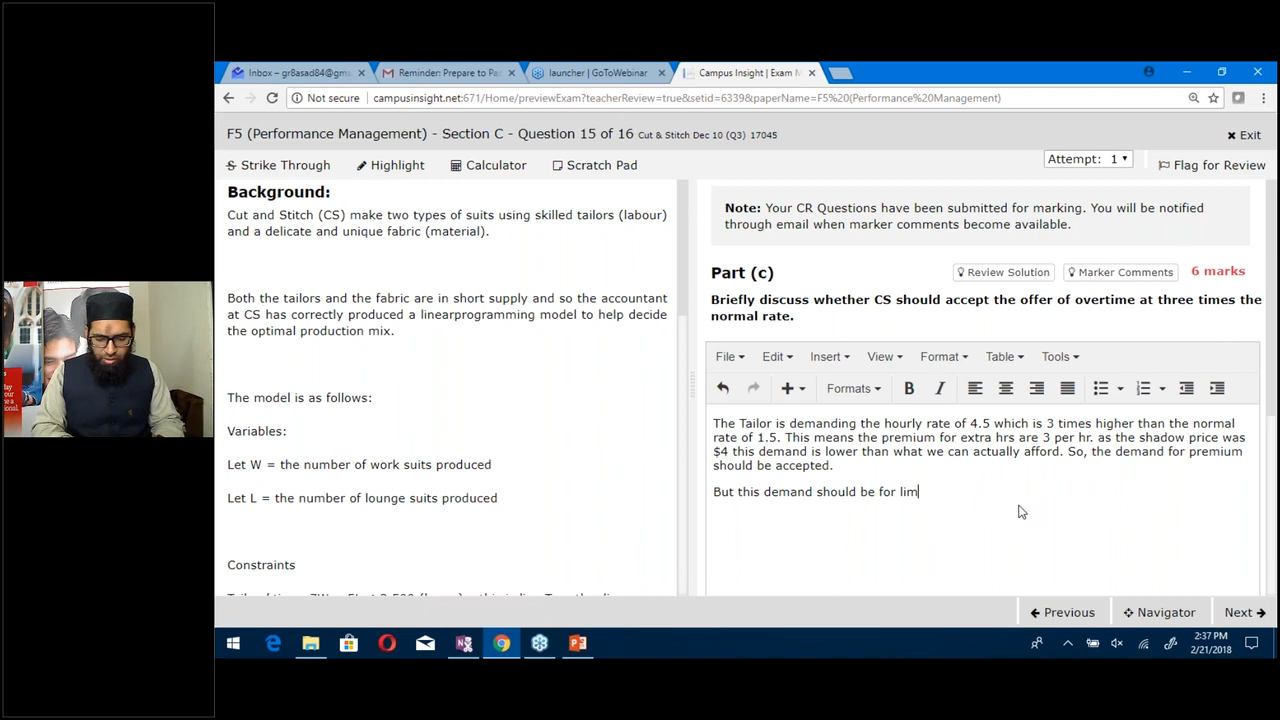 Inbox – gr8asad84@gma
Reminder: Prepare to Pa
launcher | GoToWebinar
Campus Insight | Exam M
Not secure
campusinsight.net:671/Home/previewExam?teacherReview=true&setid=6339&paperName=F5%20(Performance%20Management)
F5 (Performance Management) - Section C - Question 15 of 16 Cut & Stitch Dec 10 (Q3) 17045
Exit
Strike Through
Highlight
Calculator
Scratch Pad
Attempt: 1
Flag for Review
Background:
Cut and Stitch (CS) make two types of suits using skilled tailors (labour)
and a delicate and unique fabric (material).
Both the tailors and the fabric are in short supply and so the accountant
at CS has correctly produced a linearprogramming model to help decide
the optimal production mix.
The model is as follows:
Variables:
Let W = the number of work suits produced
Let L = the number of lounge suits produced
Constraints
Note: Your CR Questions have been submitted for marking. You will be notified
through email when marker comments become available.
Part (c)
Review Solution
Marker Comments
6 marks
Briefly discuss whether CS should accept the offer of overtime at three times the
normal rate.
File
Edit
Insert
View
Format
Table
Tools
Formats
B
I
The Tailor is demanding the hourly rate of 4.5 which is 3 times higher than the normal
rate of 1.5. This means the premium for extra hrs are 3 per hr. as the shadow price was
$4 this demand is lower than what we can actually afford. So, the demand for premium
should be accepted.
But this demand should be for lim
Previous
Navigator
Next
2:37 PM
2/21/2018